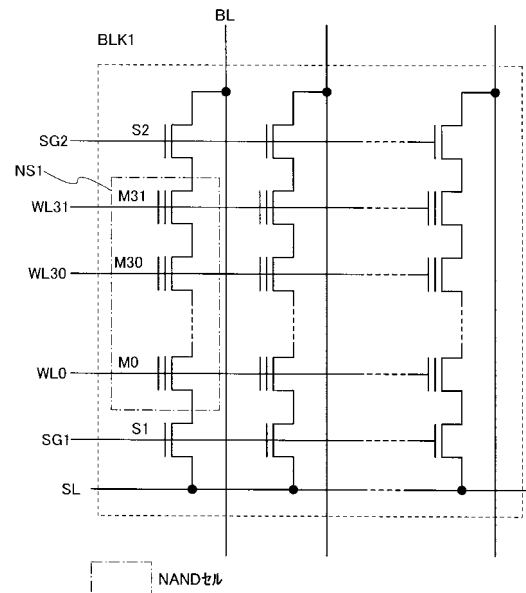 BL
BLK1
SG2
S2
NS1
M31
WL31
M30
WL30
M0
WL0
S1
SG1
SL
NANDセル